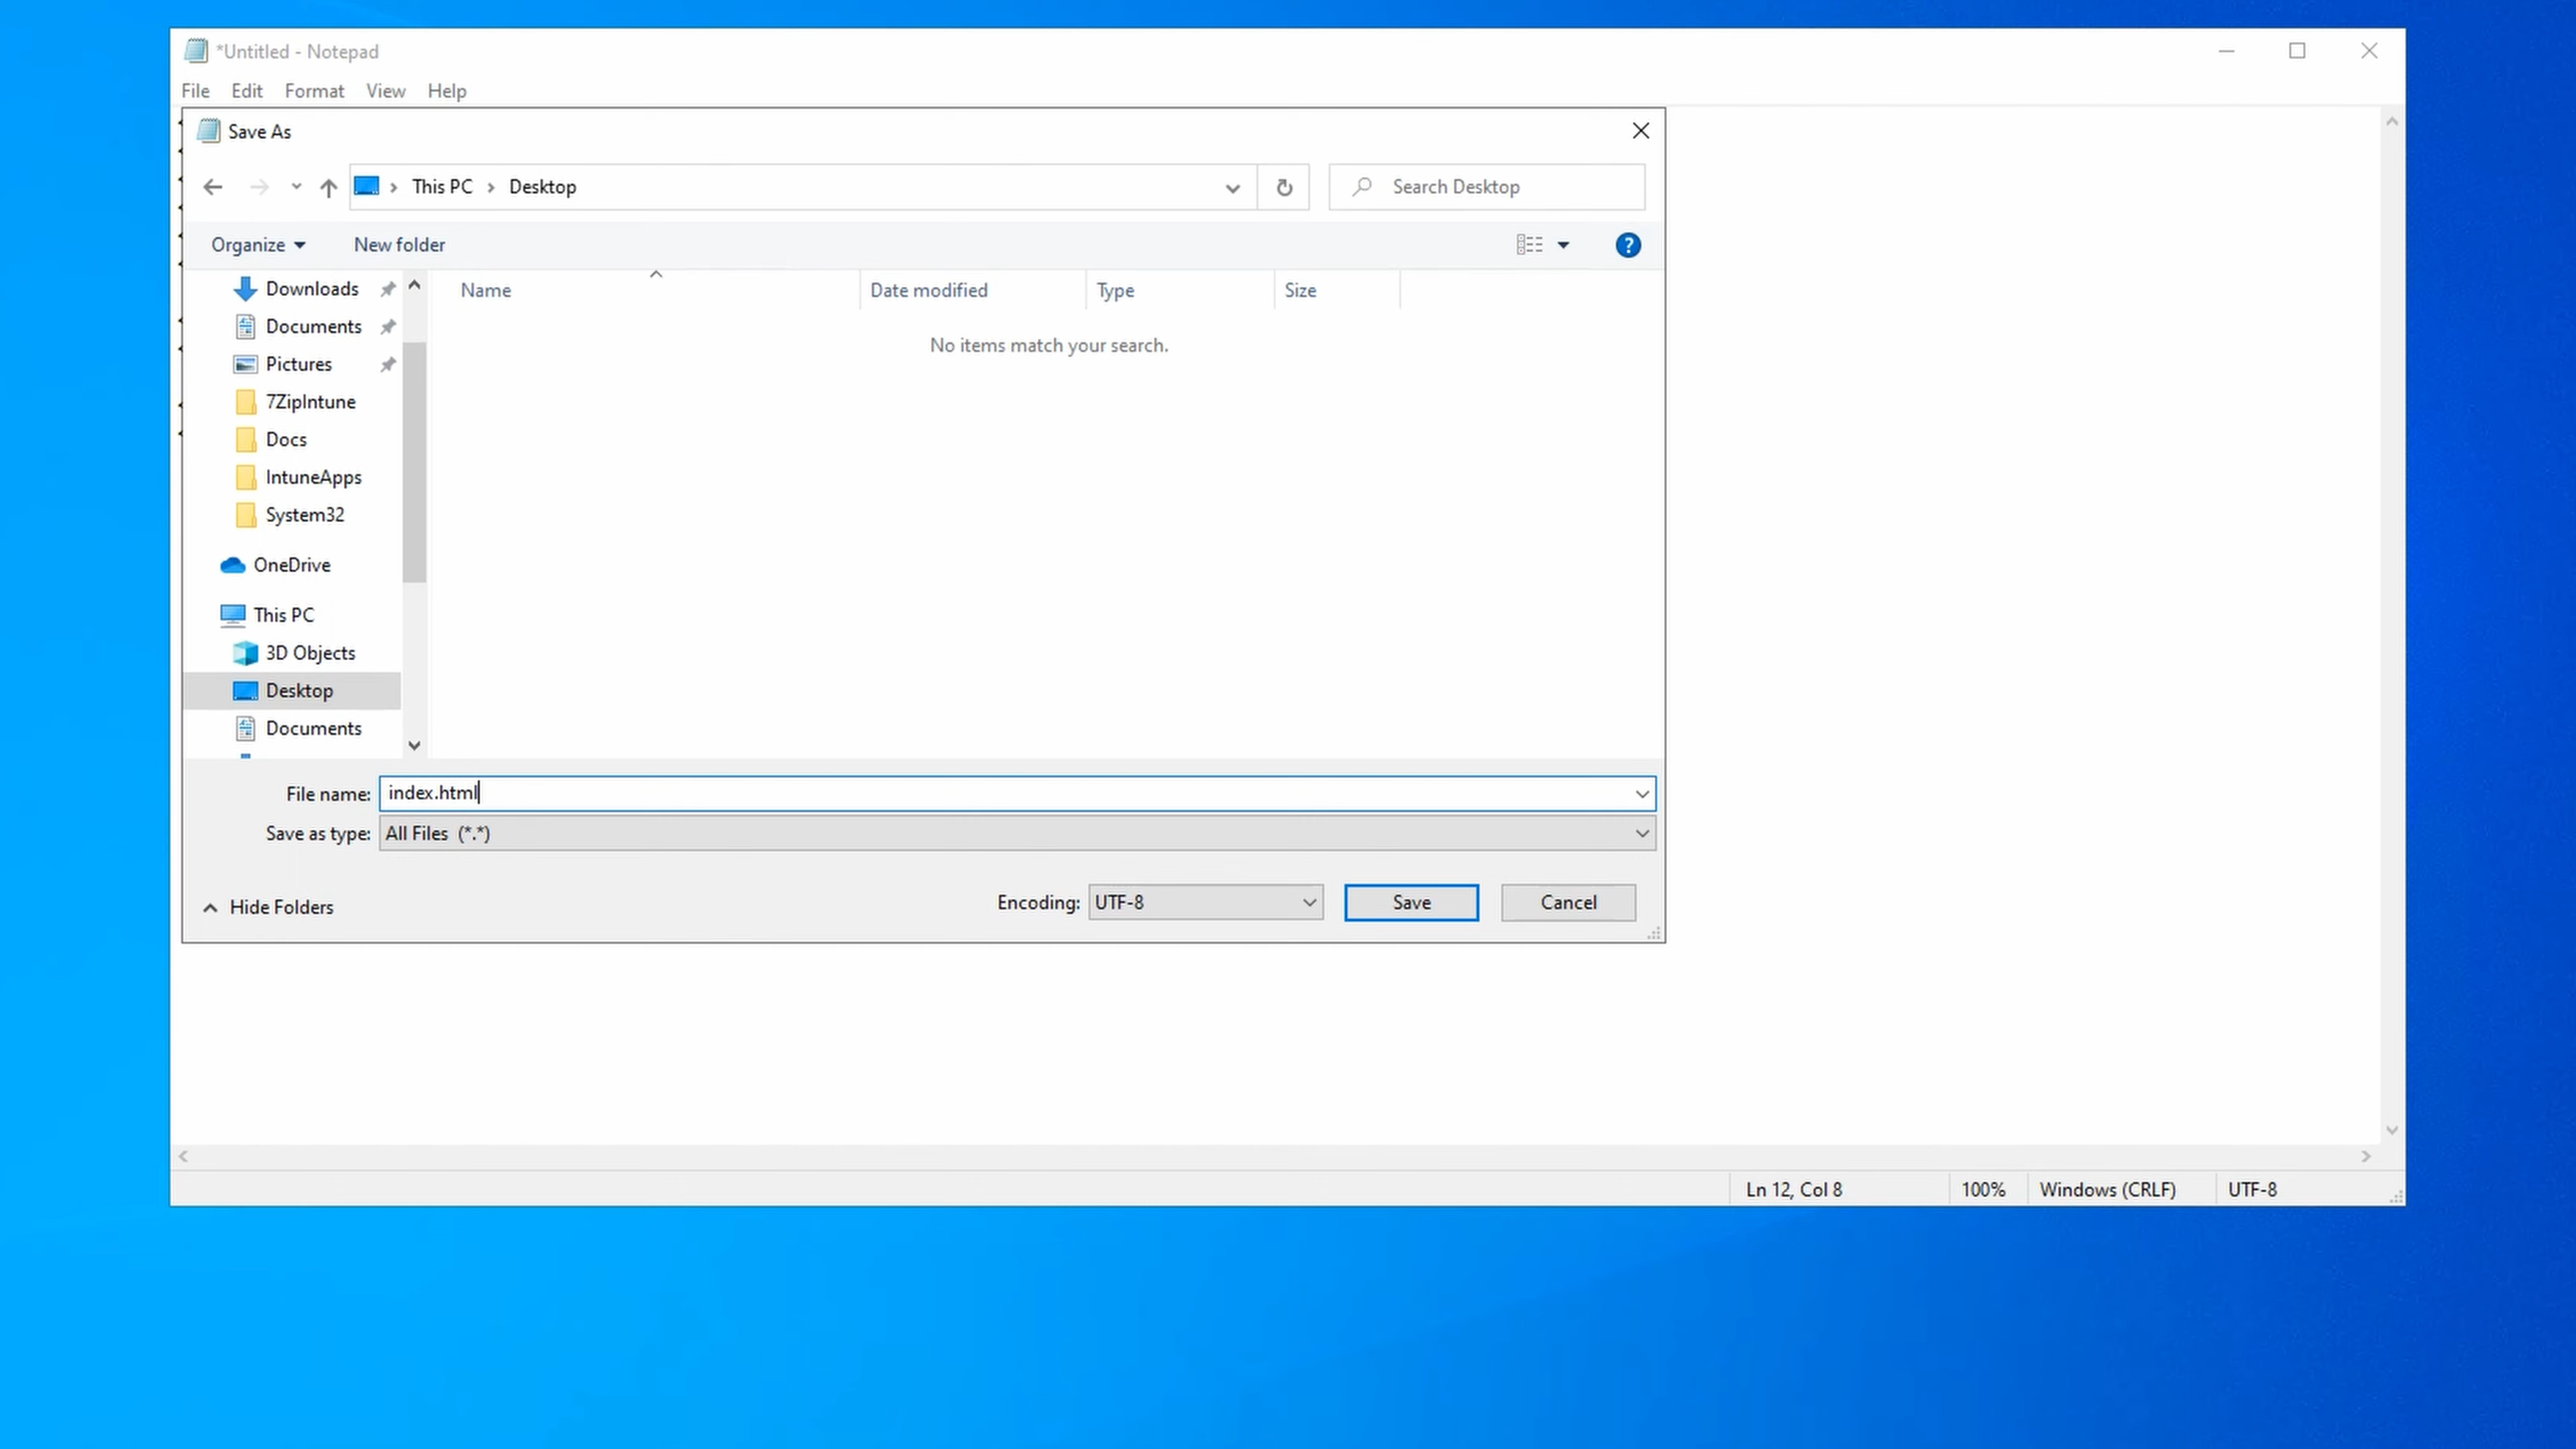 *Untitled - Notepad
File Edit Format View Help
Save As
This PC Desktop
Search Desktop
Organize New folder
Name Date modified Type Size
No items match your search.
Downloads
Documents
Pictures
7ZipIntune
Docs
IntuneApps
System32
OneDrive
This PC
3D Objects
Desktop
Documents
File name: index.html
Save as type: All Files (*.*)
Hide Folders
Encoding: UTF-8 Save Cancel
Ln 12, Col 8 100% Windows (CRLF) UTF-8